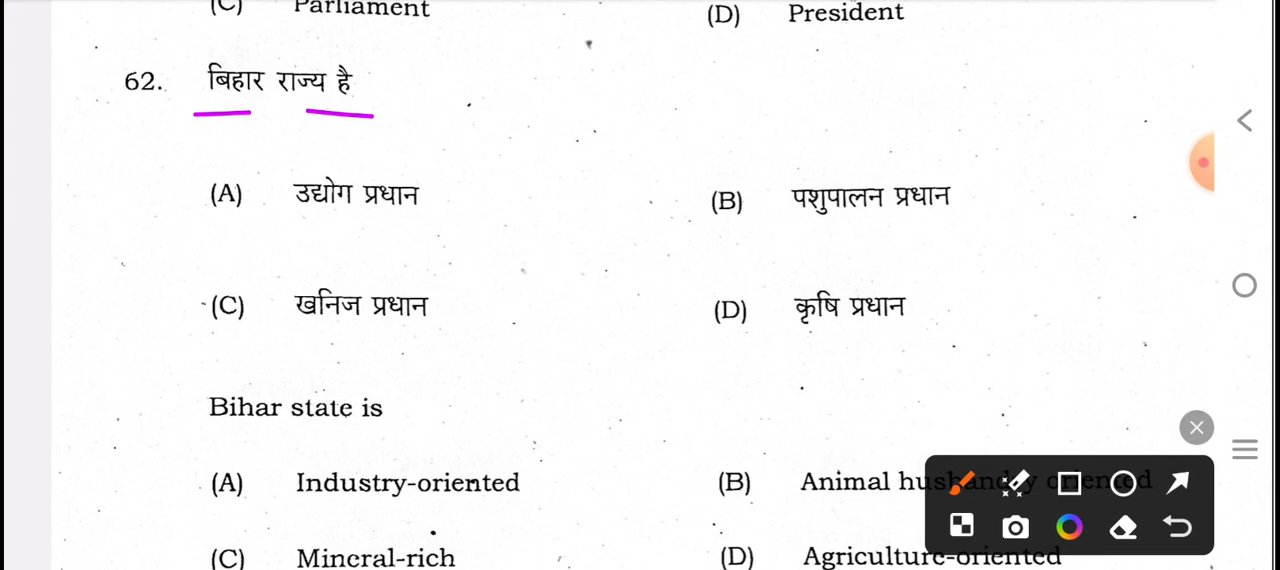 (C) Parliament (D) President
62. बिहार राज्य है
(A) उद्योग प्रधान (B) पशुपालन प्रधान
(C) खनिज प्रधान (D) कृषि प्रधान
Bihar state is
(A) Industry-oriented (B) Animal husbandry oriented
(C) Mineral-rich (D) Agriculture-oriented